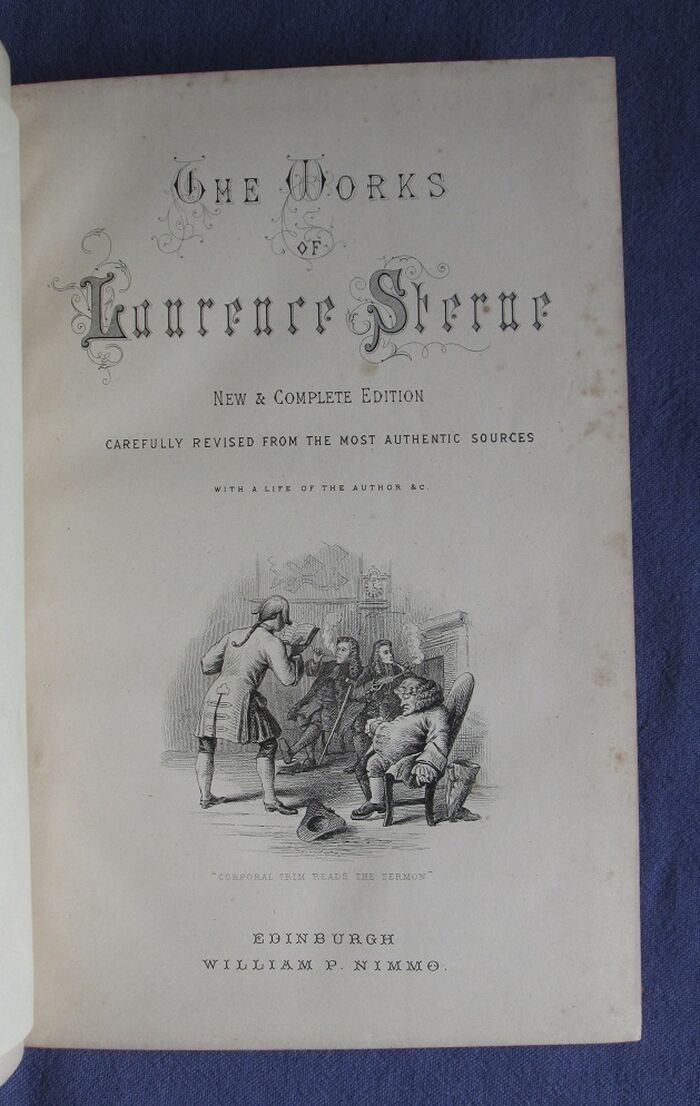 THE WORKS
OF
Laurence Sterne
NEW & COMPLETE EDITION
CAREFULLY REVISED FROM THE MOST AUTHENTIC SOURCES
WITH A LIFE OF THE AUTHOR &C.
"CORPORAL TRIM READS THE SERMON"
EDINBURGH
WILLIAM P. NIMMO.